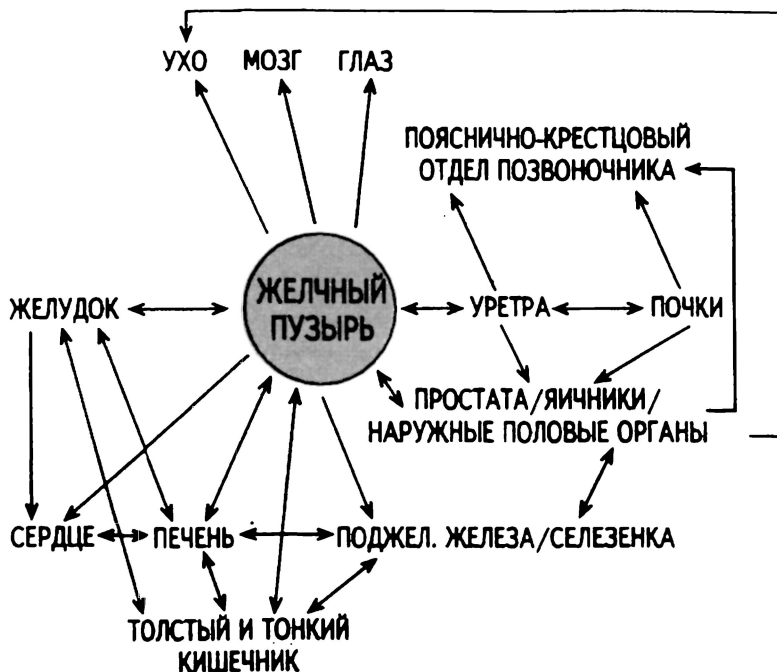 УХО МОЗГ ГЛАЗ
ПОЯСНИЧНО-КРЕСТЦОВЫЙ
ОТДЕЛ ПОЗВОНОЧНИКА
ЖЕЛЧНЫЙ
ПУЗЫРЬ
ЖЕЛУДОК
УРЕТРА
ПОЧКИ
ПРОСТАТА/ЯИЧНИКИ/
НАРУЖНЫЕ ПОЛОВЫЕ ОРГАНЫ
СЕРДЦЕ
ПЕЧЕНЬ
ПОДЖЕЛ. ЖЕЛЕЗА/СЕЛЕЗЕНКА
ТОЛСТЫЙ И ТОНКИЙ
КИШЕЧНИК